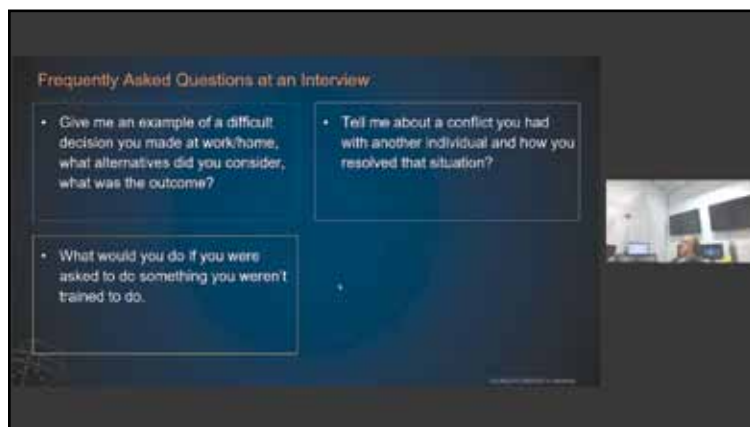 Frequently Asked Questions at an Interview
• Give me an example of a difficult
decision you made at work/home,
what alternatives did you consider,
what was the outcome?
• Tell me about a conflict you had
with another individual and how you
resolved that situation?
• What would you do if you were
asked to do something you weren't
trained to do.